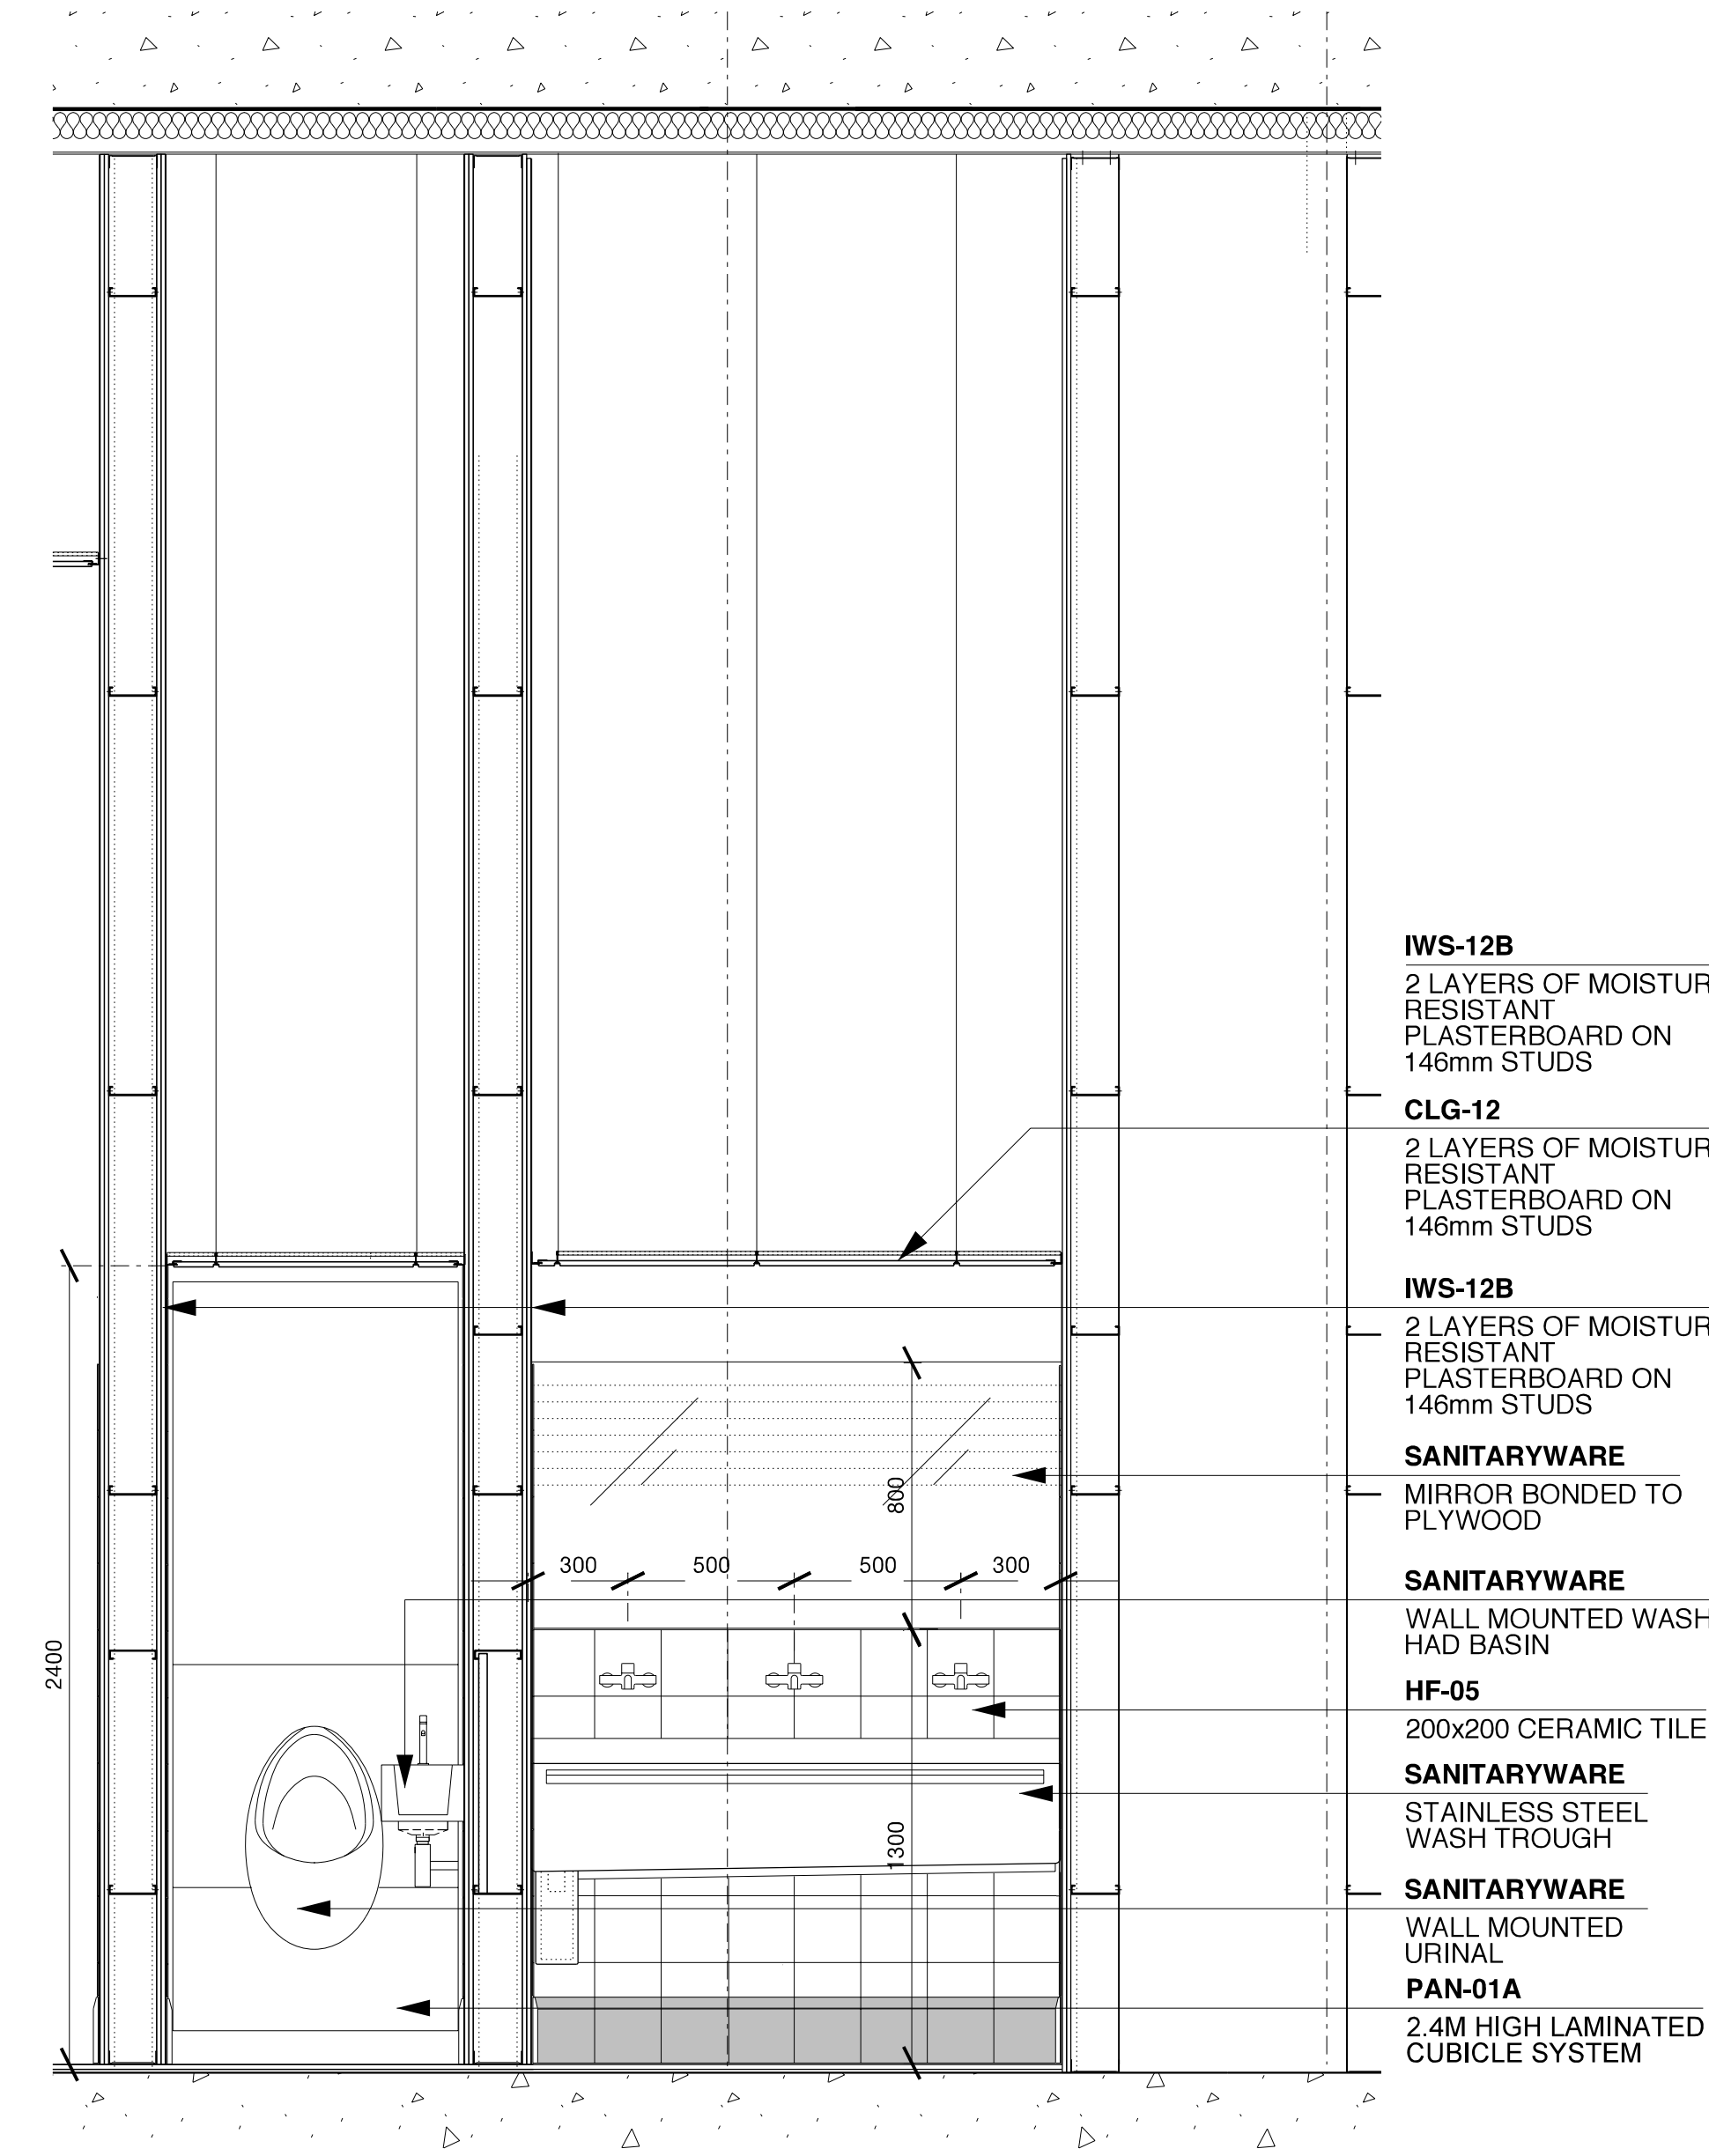 IWS-12B
2 LAYERS OF MOISTUR
RESISTANT
PLASTERBOARD ON
146mm STUDS
CLG-12
2 LAYERS OF MOISTUR
RESISTANT
PLASTERBOARD ON
146mm STUDS
IWS-12B
2 LAYERS OF MOISTUR
RESISTANT
PLASTERBOARD ON
146mm STUDS
SANITARYWARE
MIRROR BONDED TO
PLYWOOD
800
300 500 500 300
SANITARYWARE
WALL MOUNTED WASH
HAD BASIN
2400
HF-05
200x200 CERAMIC TILE
SANITARYWARE
STAINLESS STEEL
WASH TROUGH
1300
SANITARYWARE
WALL MOUNTED
URINAL
PAN-01A
2.4M HIGH LAMINATED
CUBICLE SYSTEM